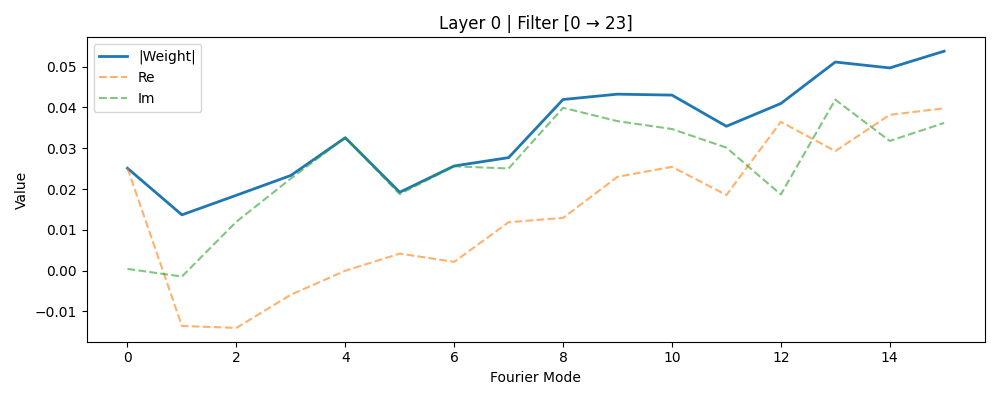 Layer 0 | Filter [0 → 23]
|Weight|
Re
Im
Value
0.05
0.04
0.03
0.02
0.01
0.00
−0.01
0 2 4 6 8 10 12 14
Fourier Mode